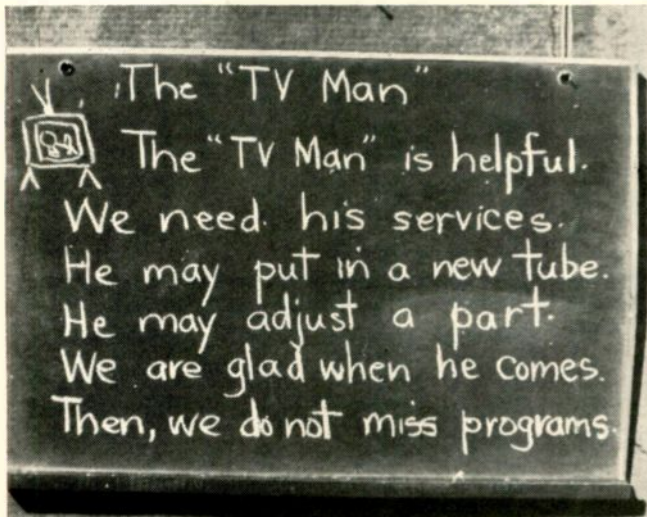 The "TV Man"
The "TV Man" is helpful.
We need his services.
He may put in a new tube.
He may adjust a part.
We are glad when he comes.
Then, we do not miss programs.